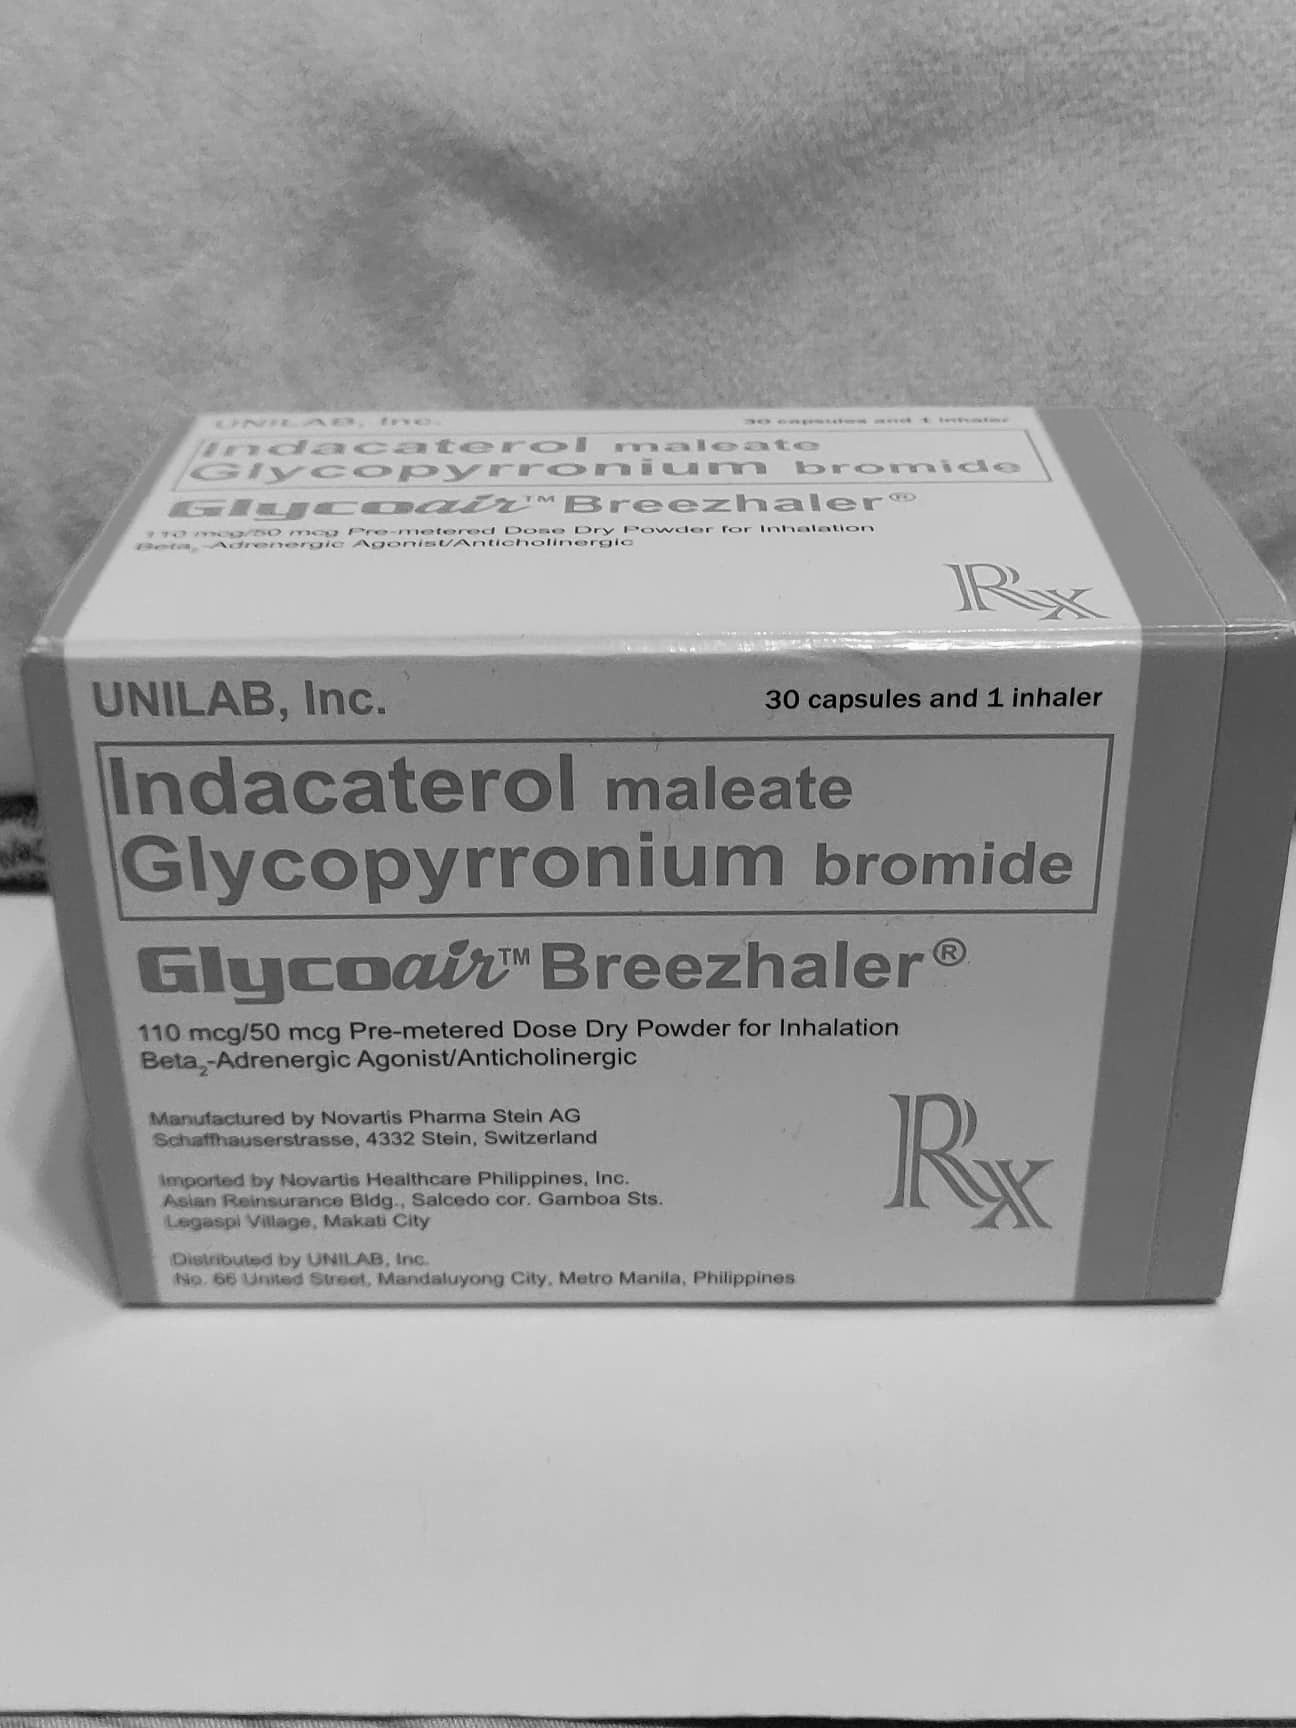 UNILAB, Inc. 30 capsules and 1 inhaler
Indacaterol maleate
Glycopyrronium bromide
Glycoair™ Breezhaler®
110 mcg/50 mcg Pre-metered Dose Dry Powder for Inhalation
Beta₂-Adrenergic Agonist/Anticholinergic
Rx
UNILAB, Inc. 30 capsules and 1 inhaler
Indacaterol maleate
Glycopyrronium bromide
Glycoair™ Breezhaler®
110 mcg/50 mcg Pre-metered Dose Dry Powder for Inhalation
Beta₂-Adrenergic Agonist/Anticholinergic
Manufactured by Novartis Pharma Stein AG
Schaffhauserstrasse, 4332 Stein, Switzerland
Rx
Imported by Novartis Healthcare Philippines, Inc.
Asian Reinsurance Bldg., Salcedo cor. Gamboa Sts.
Legaspi Village, Makati City
Distributed by UNILAB, Inc.
No. 66 United Street, Mandaluyong City, Metro Manila, Philippines